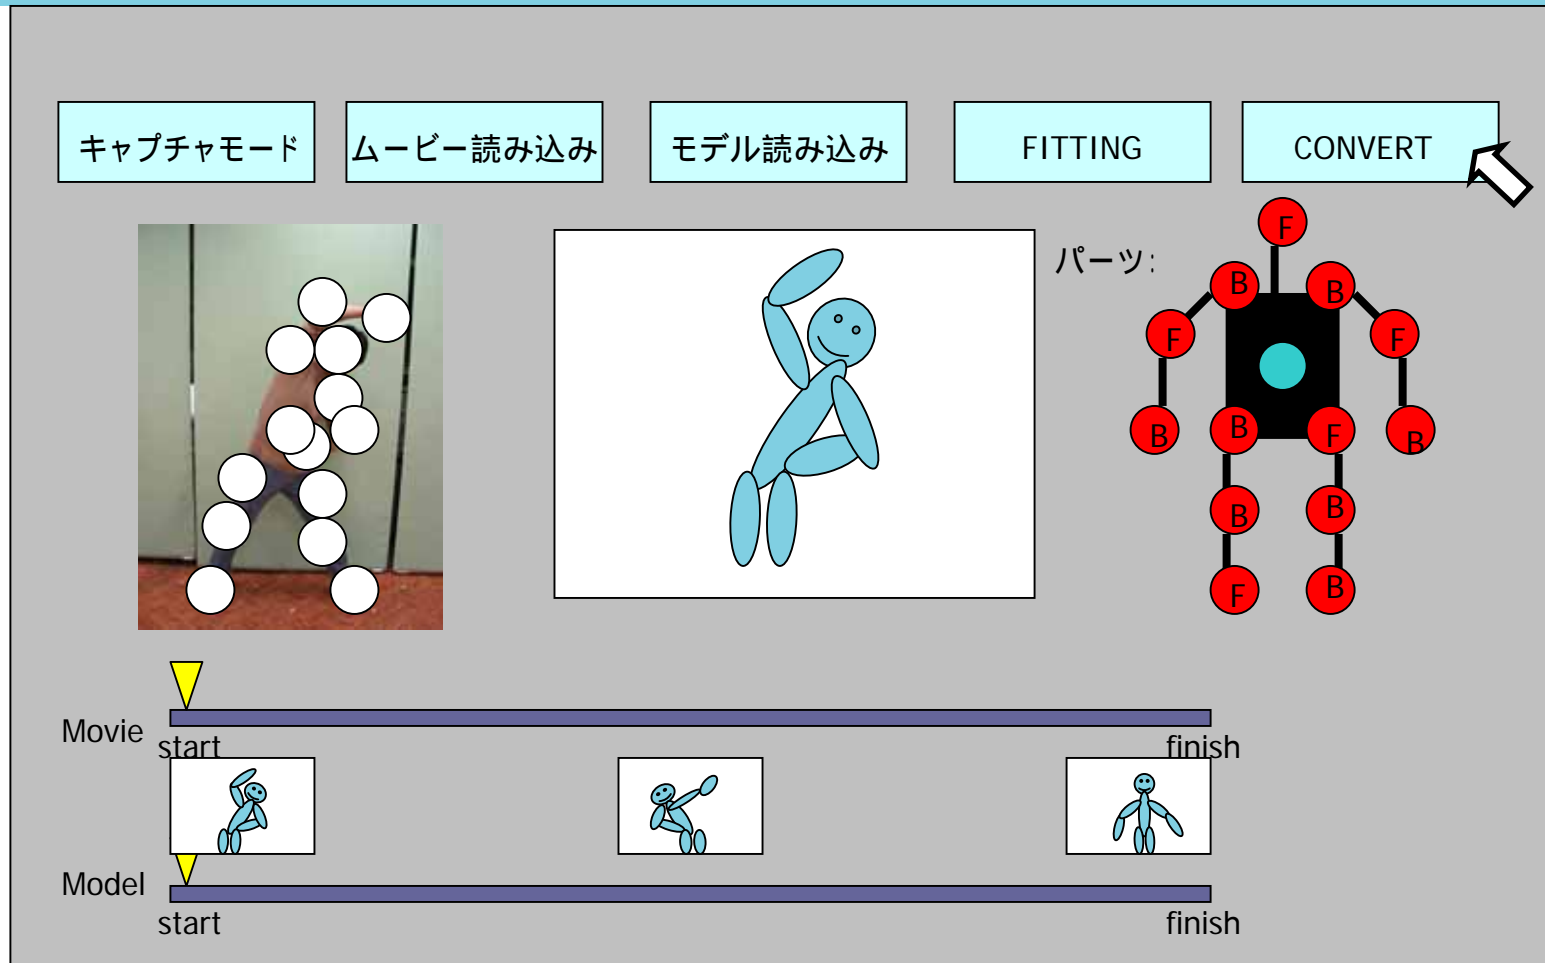 キャプチャモード
ムービー読み込み
モデル読み込み
FITTING
CONVERT
パーツ:
F
B
B
F
F
B
B
F
B
B
B
F
B
Movie
start
finish
Model
start
finish